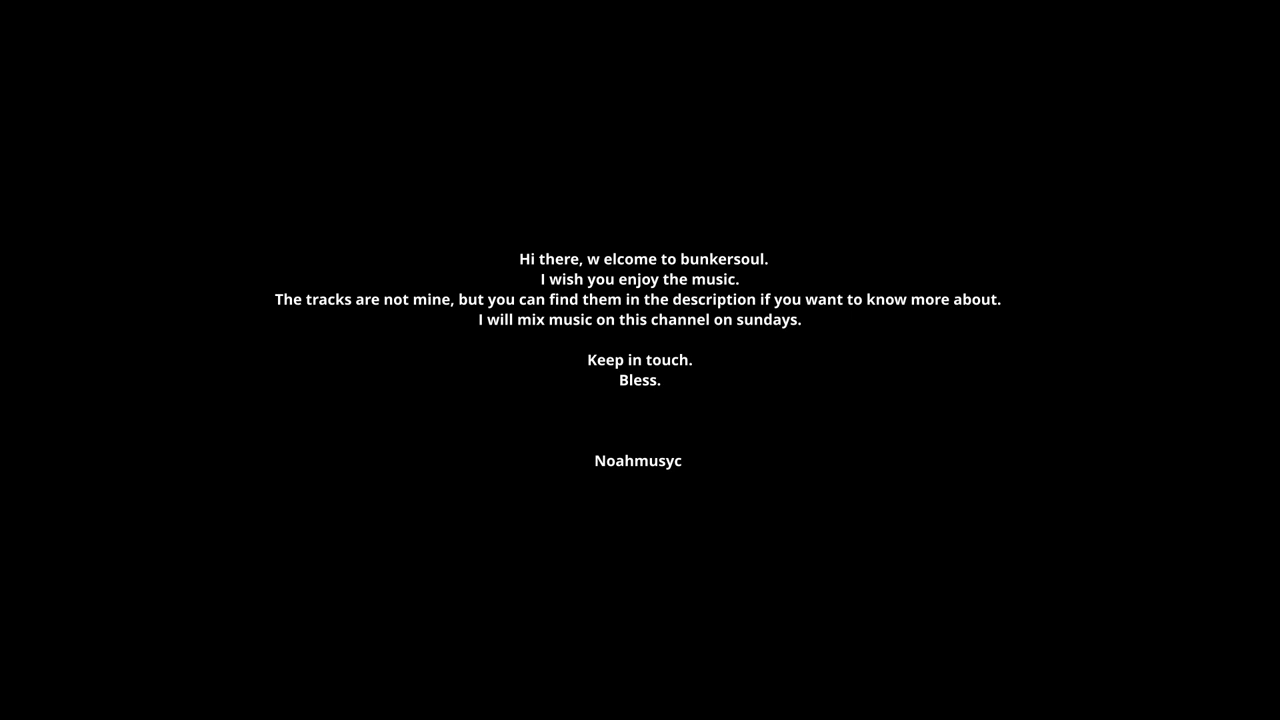 Hi there, w elcome to bunkersoul.
I wish you enjoy the music.
The tracks are not mine, but you can find them in the description if you want to know more about.
I will mix music on this channel on sundays.
Keep in touch.
Bless.
Noahmusyc